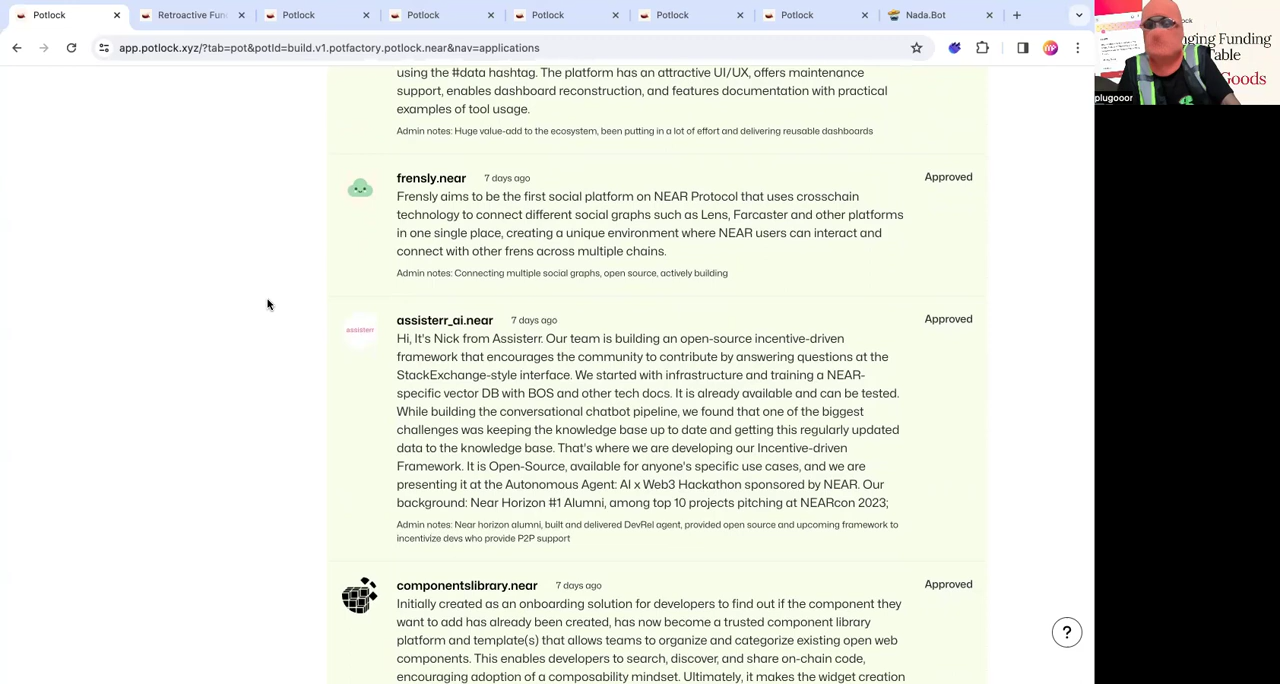 Potlock
Retroactive Fun
Potlock
Potlock
Potlock
Potlock
Potlock
Nada.Bot
app.potlock.xyz/?tab=pot&potId=build.v1.potfactory.potlock.near&nav=applications
using the #data hashtag. The platform has an attractive UI/UX, offers maintenance
support, enables dashboard reconstruction, and features documentation with practical
examples of tool usage.
Admin notes: Huge value-add to the ecosystem, been putting in a lot of effort and delivering reusable dashboards
frensly.near
7 days ago
Approved
Frensly aims to be the first social platform on NEAR Protocol that uses crosschain
technology to connect different social graphs such as Lens, Farcaster and other platforms
in one single place, creating a unique environment where NEAR users can interact and
connect with other frens across multiple chains.
Admin notes: Connecting multiple social graphs, open source, actively building
assisterr
assisterr_ai.near
7 days ago
Approved
Hi, It's Nick from Assisterr. Our team is building an open-source incentive-driven
framework that encourages the community to contribute by answering questions at the
StackExchange-style interface. We started with infrastructure and training a NEAR-
specific vector DB with BOS and other tech docs. It is already available and can be tested.
While building the conversational chatbot pipeline, we found that one of the biggest
challenges was keeping the knowledge base up to date and getting this regularly updated
data to the knowledge base. That's where we are developing our Incentive-driven
Framework. It is Open-Source, available for anyone's specific use cases, and we are
presenting it at the Autonomous Agent: AI x Web3 Hackathon sponsored by NEAR. Our
background: Near Horizon #1 Alumni, among top 10 projects pitching at NEARcon 2023;
Admin notes: Near horizon alumni, built and delivered DevRel agent, provided open source and upcoming framework to
incentivize devs who provide P2P support
componentslibrary.near
7 days ago
Approved
Initially created as an onboarding solution for developers to find out if the component they
want to add has already been created, has now become a trusted component library
platform and template(s) that allows teams to organize and categorize existing open web
components. This enables developers to search, discover, and share on-chain code,
encouraging adoption of a composability mindset. Ultimately, it makes the widget creation
?
MP
lock
nging Funding
Table
Goods
plugooor